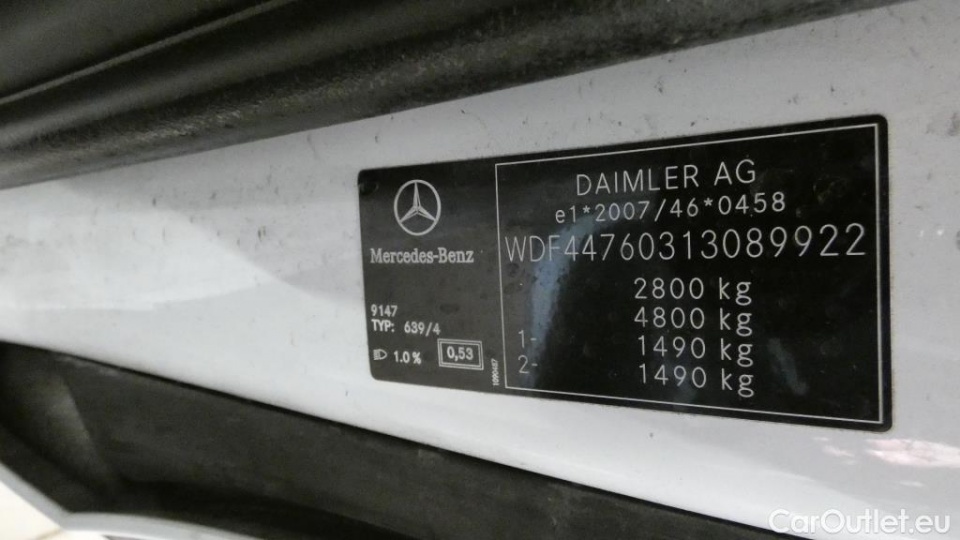 DAIMLER AG
e1*2007/46*0458
WDF44760313089922
2800 kg
4800 kg
1- 1490 kg
2- 1490 kg
Mercedes-Benz
9147
TYP: 639/4
1.0 % 0,53
CarOutlet.eu